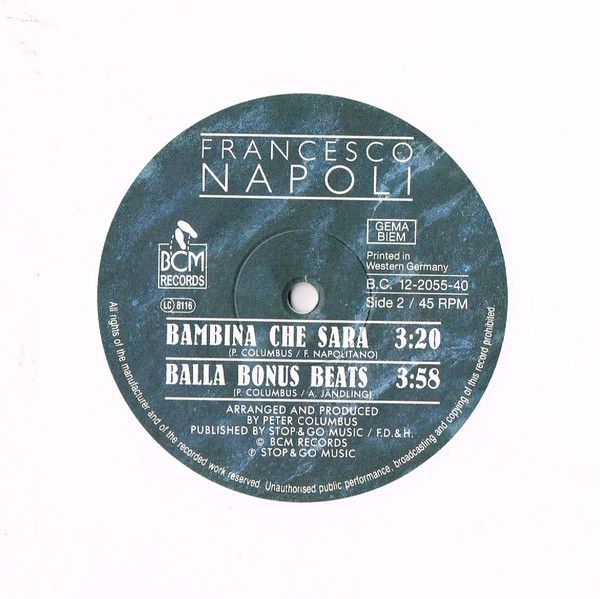 FRANCESCO
NAPOLI
GEMA
BIEM
BCM
RECORDS
LC 8116
Printed in
Western Germany
B.C. 12-2055-40
Side 2 / 45 RPM
BAMBINA CHE SARA 3:20
(P. COLUMBUS / F. NAPOLITANO)
BALLA BONUS BEATS 3:58
(P. COLUMBUS / A. JÄNDLING)
ARRANGED AND PRODUCED
BY PETER COLUMBUS
PUBLISHED BY STOP & GO MUSIC / F.D.& H.
© BCM RECORDS
℗ STOP & GO MUSIC
All rights of the manufacturer and of the recorded work reserved. Unauthorised public performance, broadcasting and copying of this record prohibited.